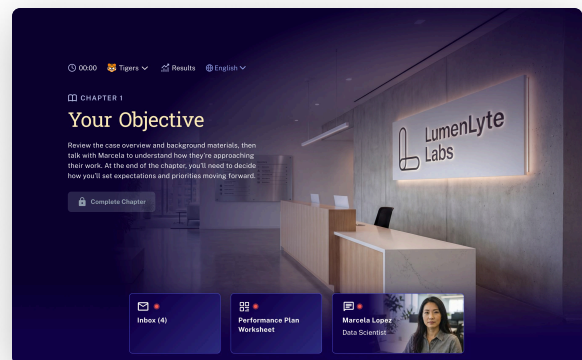 00:00 Tigers Results English
CHAPTER 1
Your Objective
Review the case overview and background materials, then
talk with Marcela to understand how they're approaching
their work. At the end of the chapter, you'll need to decide
how you'll set expectations and priorities moving forward.
Complete Chapter
LumenLyte
Labs
Inbox (4)
Performance Plan
Worksheet
Marcela Lopez
Data Scientist